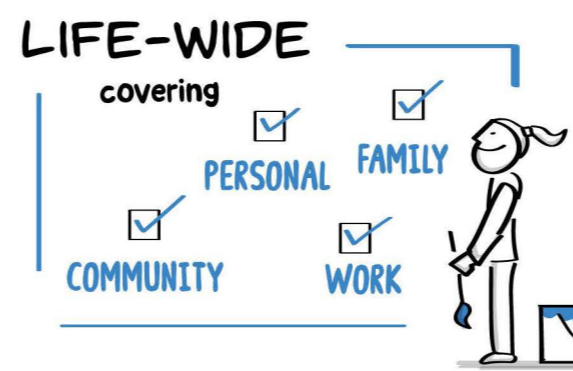 LIFE-WIDE
covering
PERSONAL
FAMILY
COMMUNITY
WORK